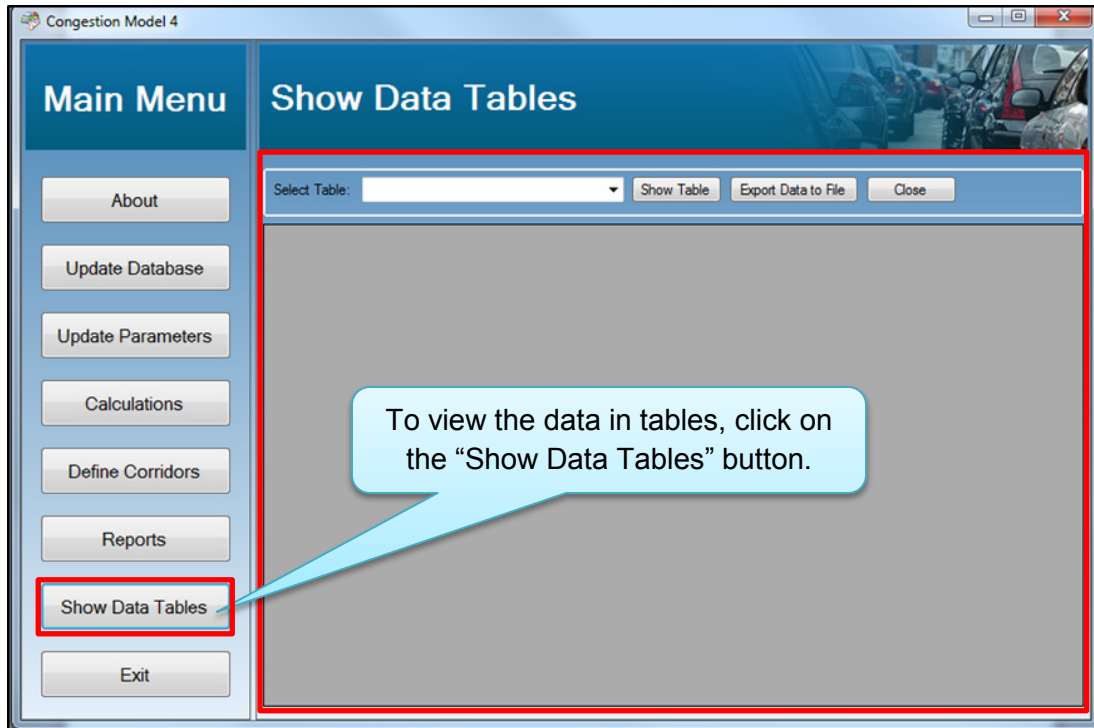 Congestion Model 4
Main Menu
Show Data Tables
About
Update Database
Update Parameters
Calculations
Define Corridors
Reports
Show Data Tables
Exit
Select Table:
Show Table
Export Data to File
Close
To view the data in tables, click on
the “Show Data Tables” button.